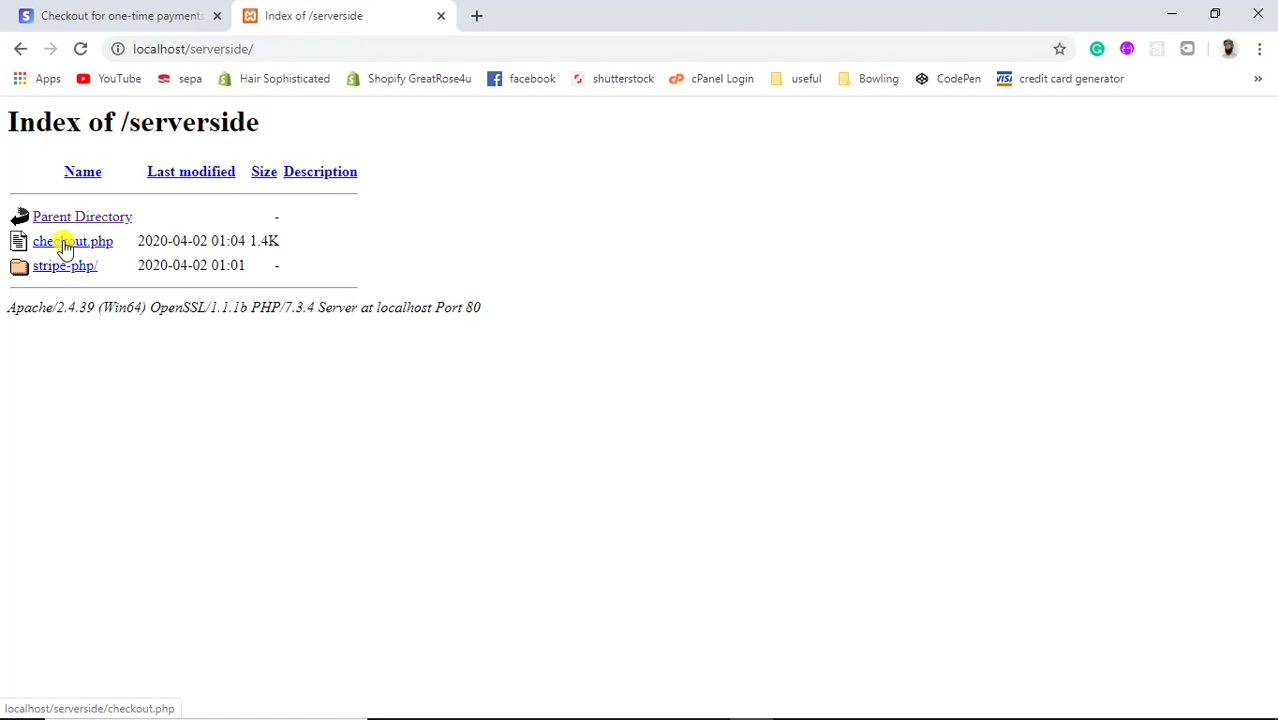 Checkout for one-time payments
Index of /serverside
localhost/serverside/
Apps YouTube sepa Hair Sophisticated Shopify GreatRose4u facebook shutterstock cPanel Login useful Bowling CodePen VISA credit card generator »
Index of /serverside
Name Last modified Size Description
Parent Directory -
checkout.php 2020-04-02 01:04 1.4K
stripe-php/ 2020-04-02 01:01 -
Apache/2.4.39 (Win64) OpenSSL/1.1.1b PHP/7.3.4 Server at localhost Port 80
localhost/serverside/checkout.php